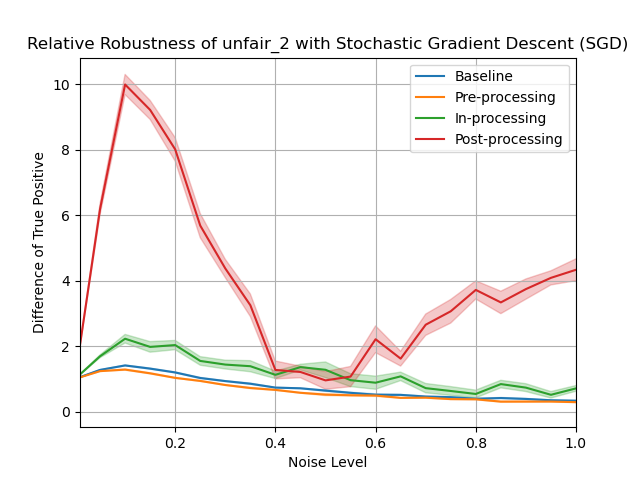 Relative Robustness of unfair_2 with Stochastic Gradient Descent (SGD)
Baseline
Pre-processing
In-processing
Post-processing
Difference of True Positive
10
8
6
4
2
0
0.2
0.4
0.6
0.8
1.0
Noise Level